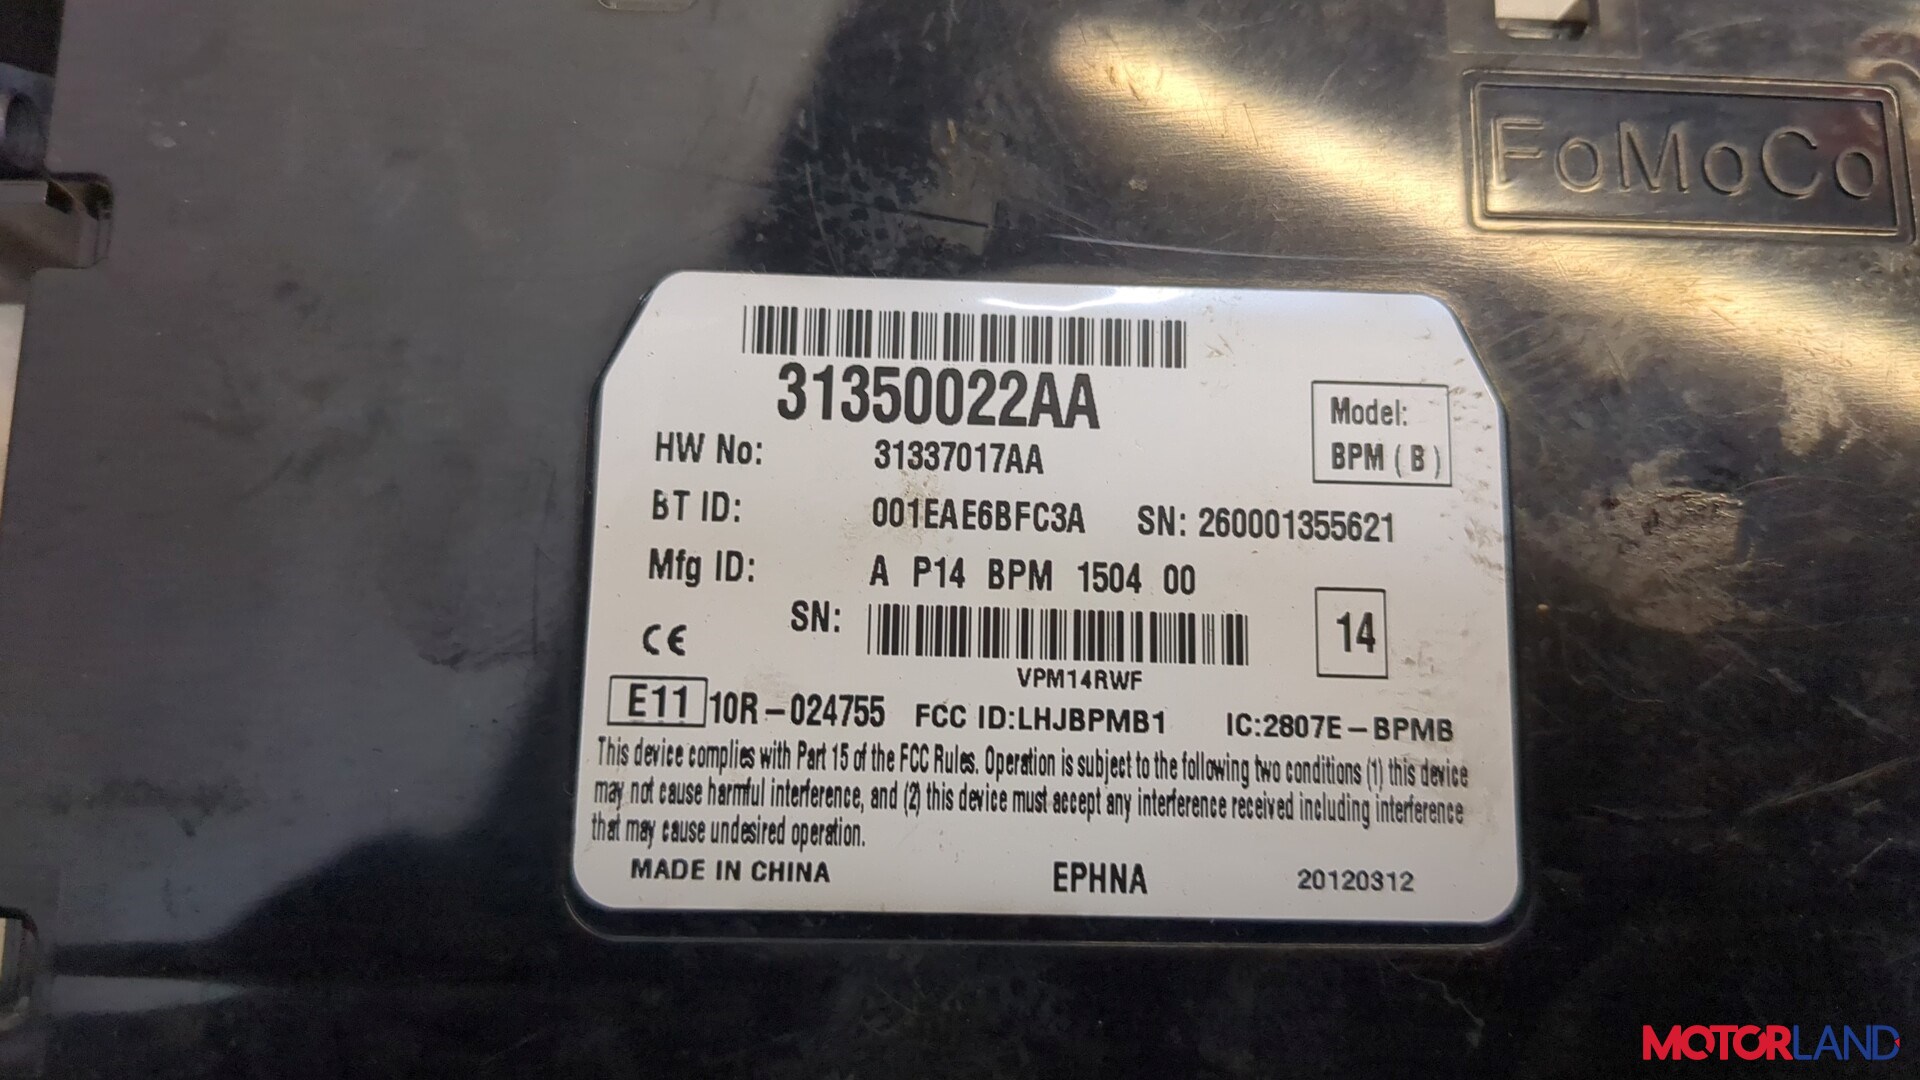 FoMoCo
31350022AA
Model:
BPM ( B )
HW No: 31337017AA
BT ID: 001EAE6BFC3A SN: 260001355621
Mfg ID: A P14 BPM 1504 00
CE SN:
14
VPM14RWF
E11 10R-024755 FCC ID:LHJBPMB1 IC:2807E-BPMB
This device complies with Part 15 of the FCC Rules. Operation is subject to the following two conditions (1) this device
may not cause harmful interference, and (2) this device must accept any interference received including interference
that may cause undesired operation.
MADE IN CHINA EPHNA 20120312
MOTORLAND